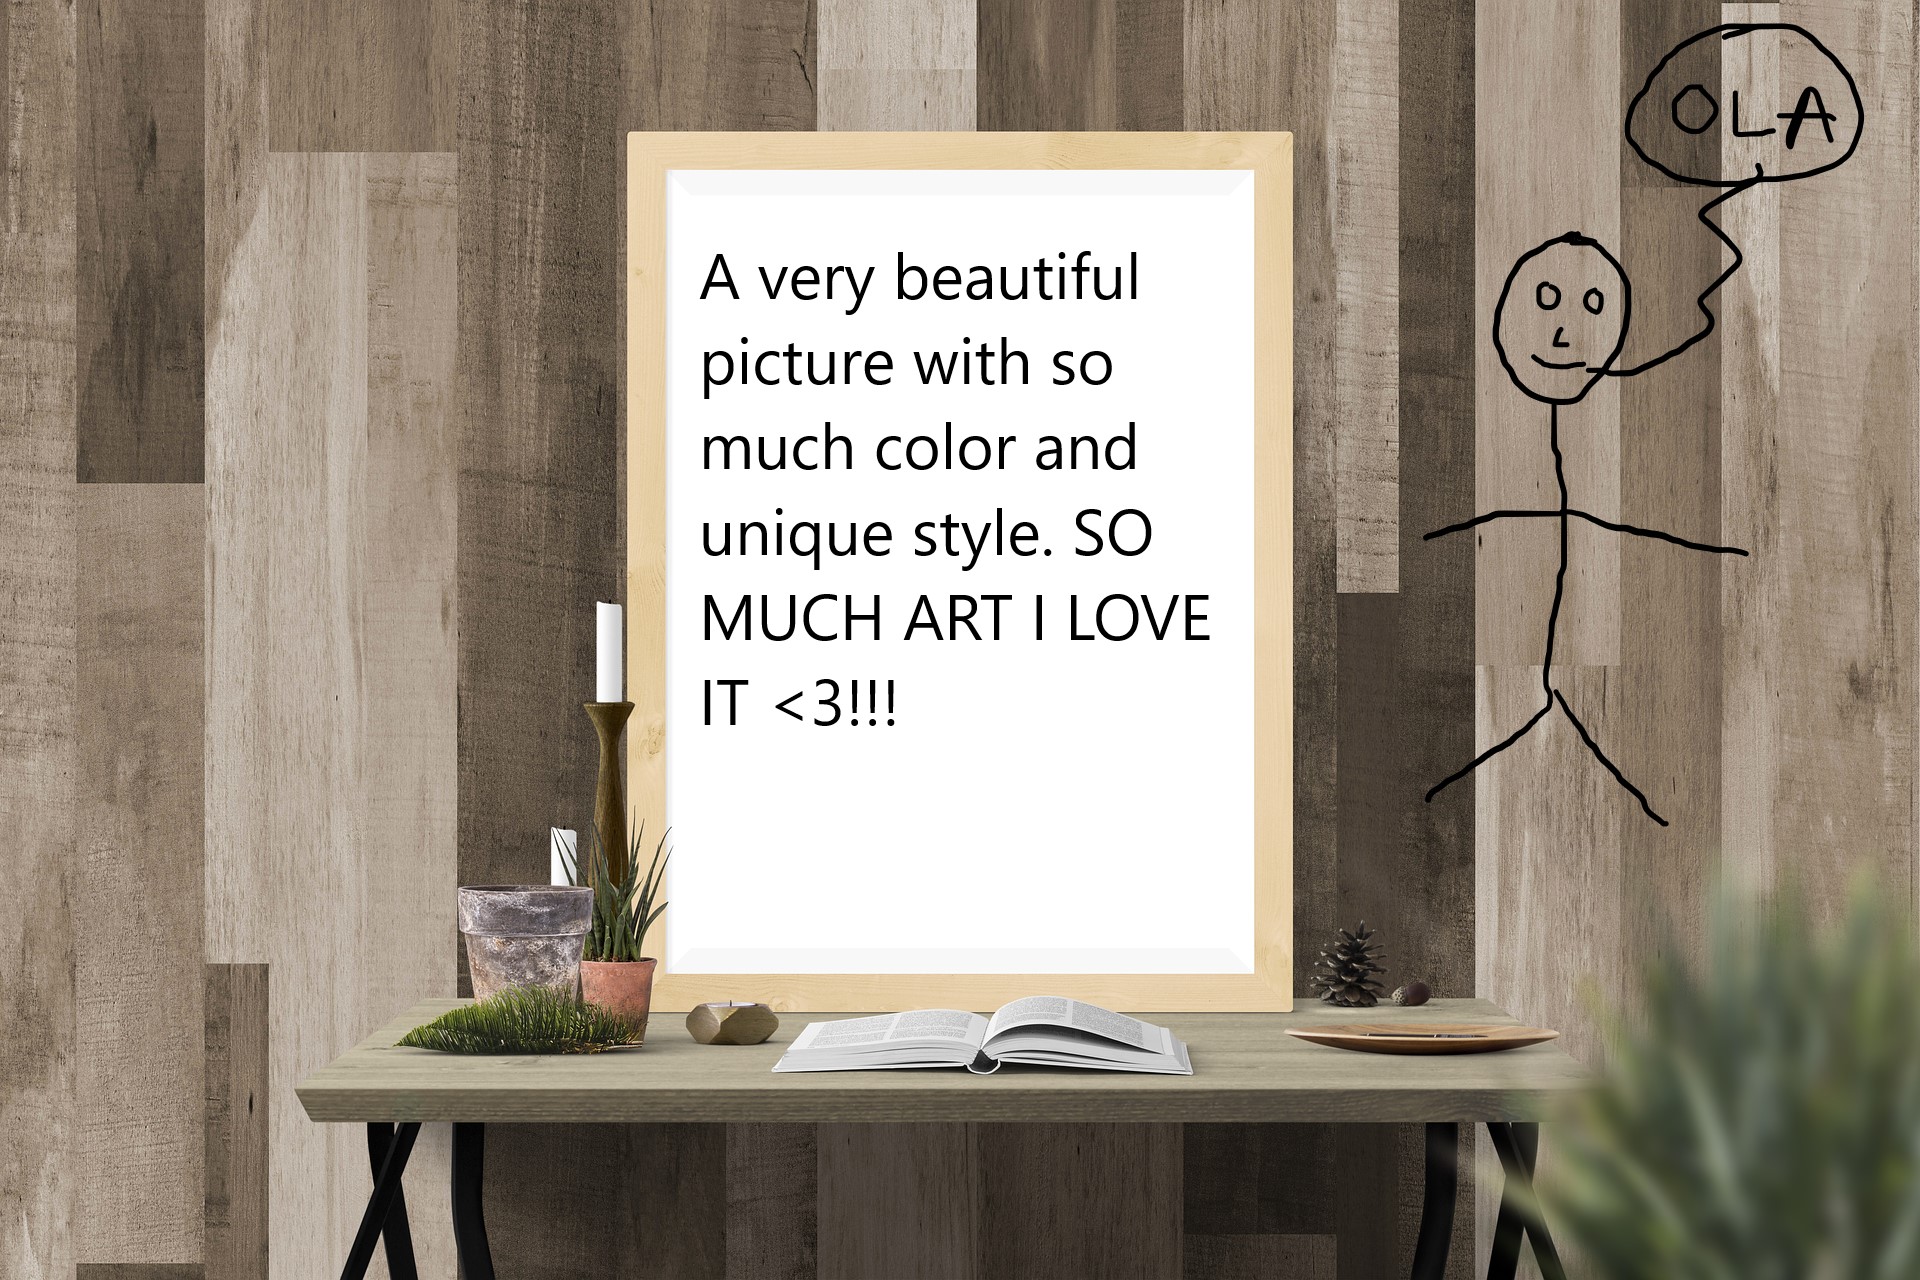 A very beautiful
picture with so
much color and
unique style. SO
MUCH ART I LOVE
IT <3!!!
OLA